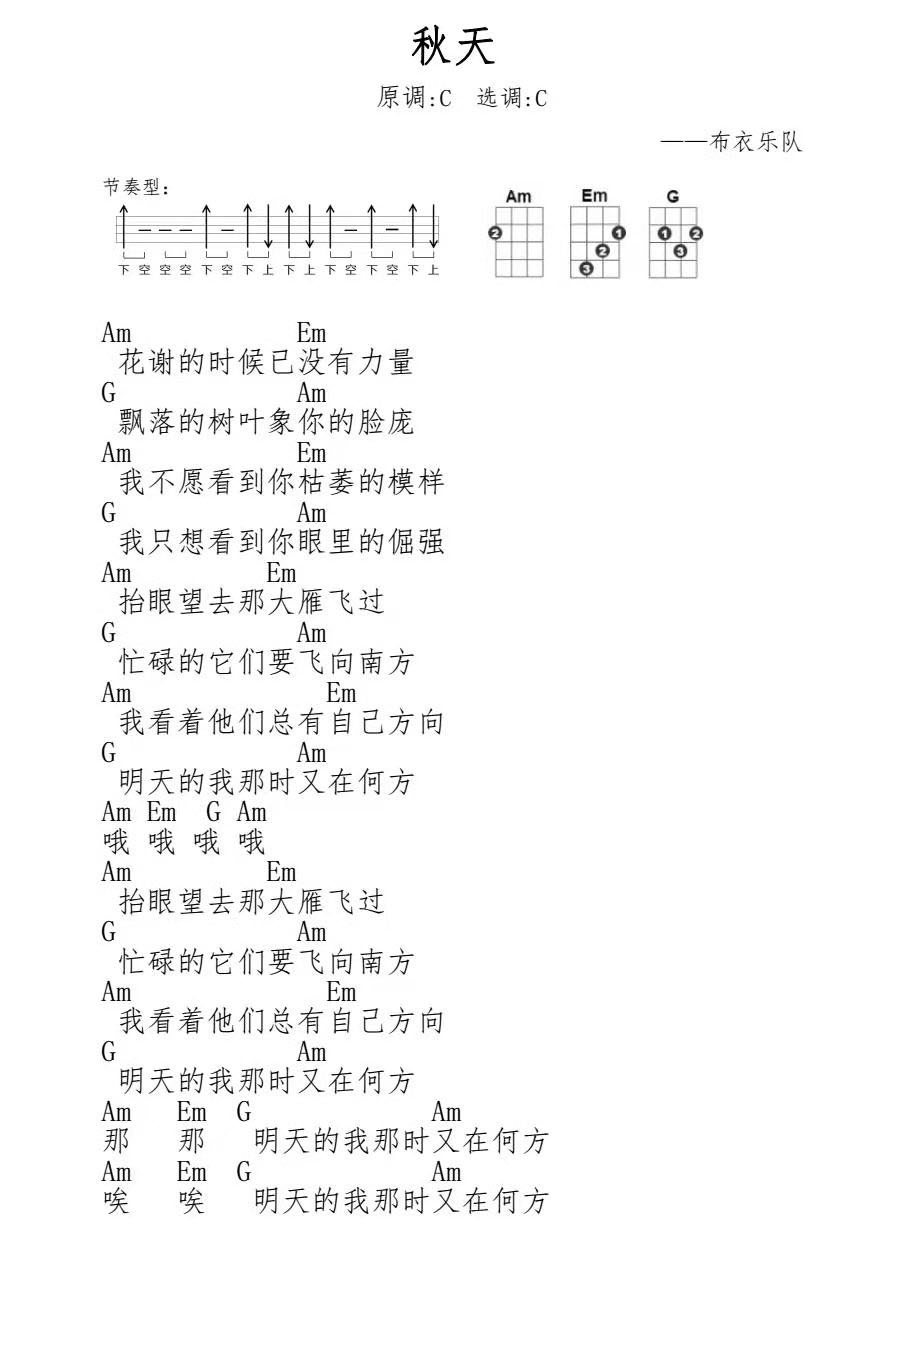 秋天
原调:C 选调:C
——布衣乐队
节奏型:
下 空 空 空 下 空 下 上 下 上 下 空 下 空 下 上
Am Em G
2 1 2 3 1 2 3
Am Em
花谢的时候已没有力量
G Am
飘落的树叶象你的脸庞
Am Em
我不愿看到你枯萎的模样
G Am
我只想看到你眼里的倔强
Am Em
抬眼望去那大雁飞过
G Am
忙碌的它们要飞向南方
Am Em
我看着他们总有自己方向
G Am
明天的我那时又在何方
Am Em G Am
哦 哦 哦 哦
Am Em
抬眼望去那大雁飞过
G Am
忙碌的它们要飞向南方
Am Em
我看着他们总有自己方向
G Am
明天的我那时又在何方
Am Em G Am
那 那 明天的我那时又在何方
Am Em G Am
唉 唉 明天的我那时又在何方